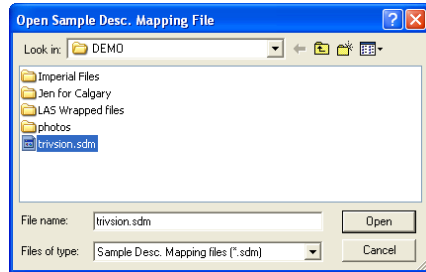 Open Sample Desc. Mapping File
Look in: DEMO
Imperial Files
Jen for Calgary
LAS Wrapped files
photos
trivsion.sdm
File name: trivsion.sdm Open
Files of type: Sample Desc. Mapping files (*.sdm) Cancel